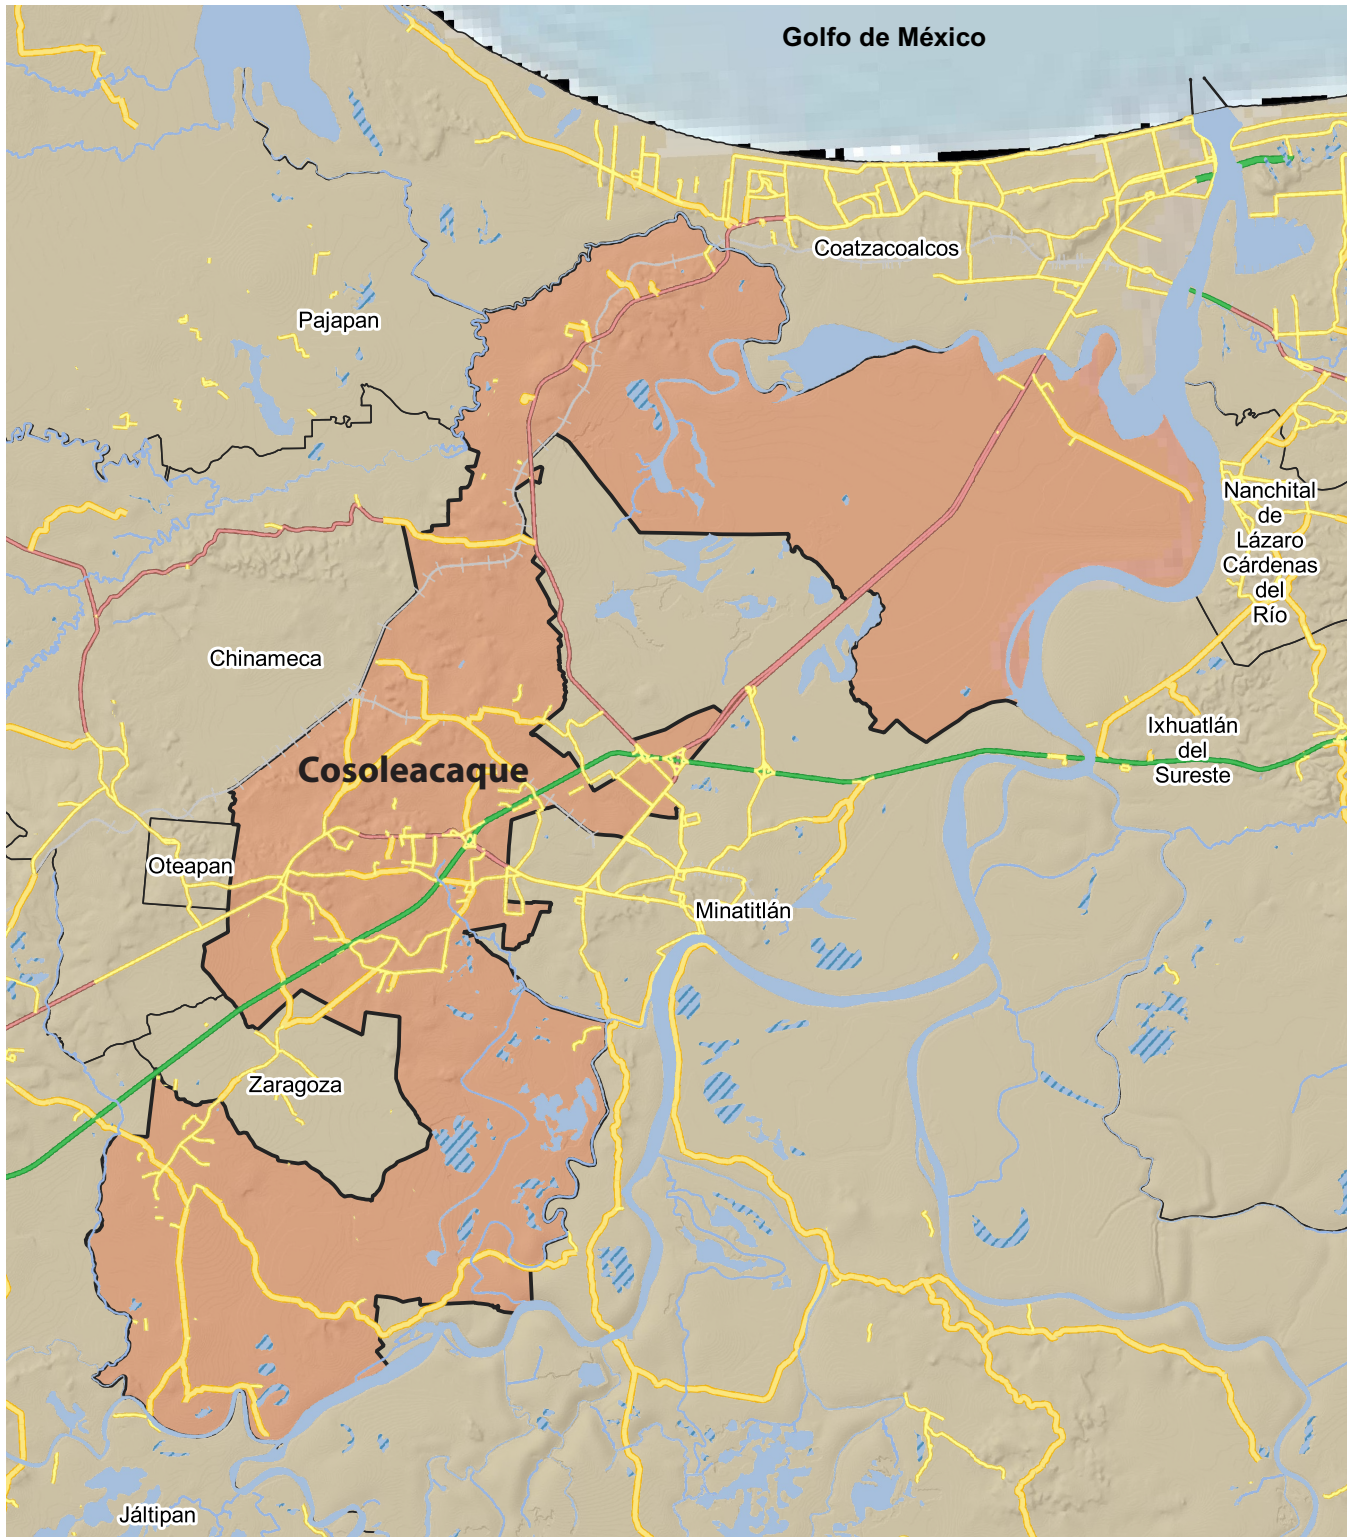 Golfo de México
Coatzacoalcos
Pajapan
Nanchital
de
Lázaro
Cárdenas
del
Río
Chinameca
Ixhuatlán
del
Sureste
Cosoleacaque
Oteapan
Minatitlán
Zaragoza
Jáltipan